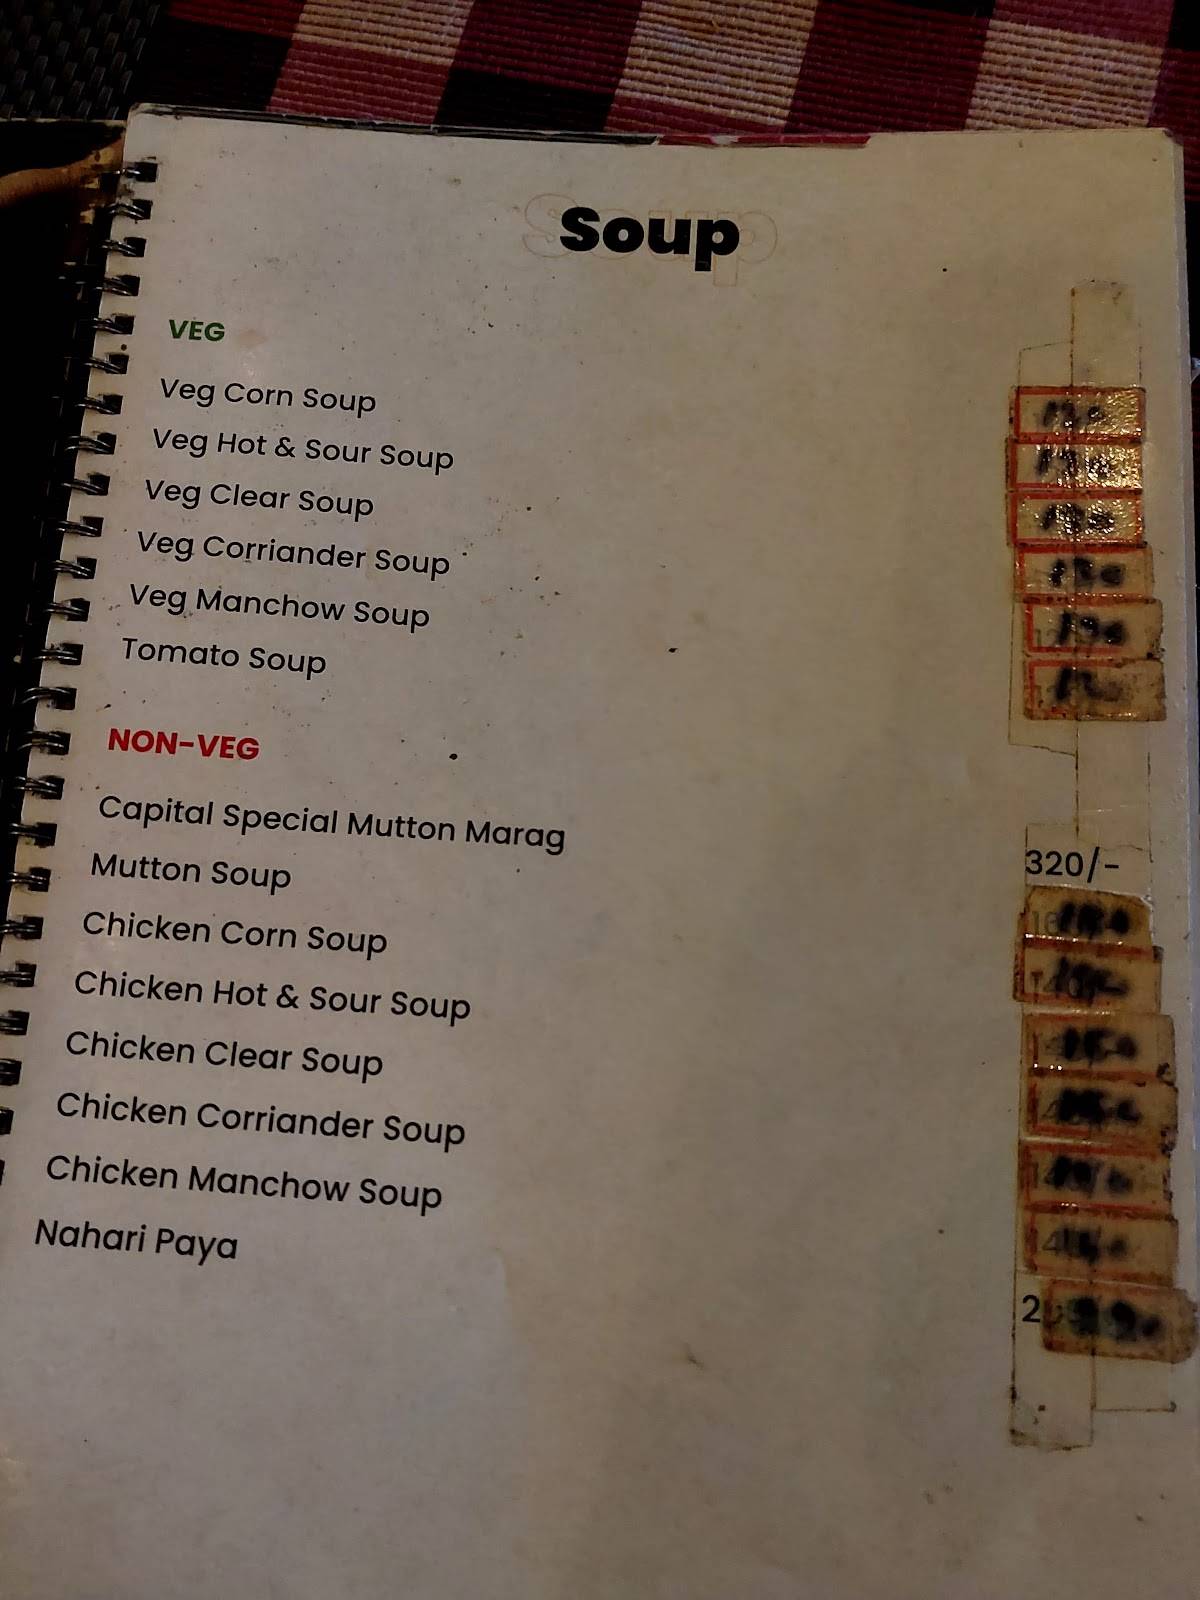 Soup
VEG
Veg Corn Soup
Veg Hot & Sour Soup
Veg Clear Soup
Veg Corriander Soup
Veg Manchow Soup
Tomato Soup
NON-VEG
Capital Special Mutton Marag 320/-
Mutton Soup
Chicken Corn Soup
Chicken Hot & Sour Soup
Chicken Clear Soup
Chicken Corriander Soup
Chicken Manchow Soup
Nahari Paya